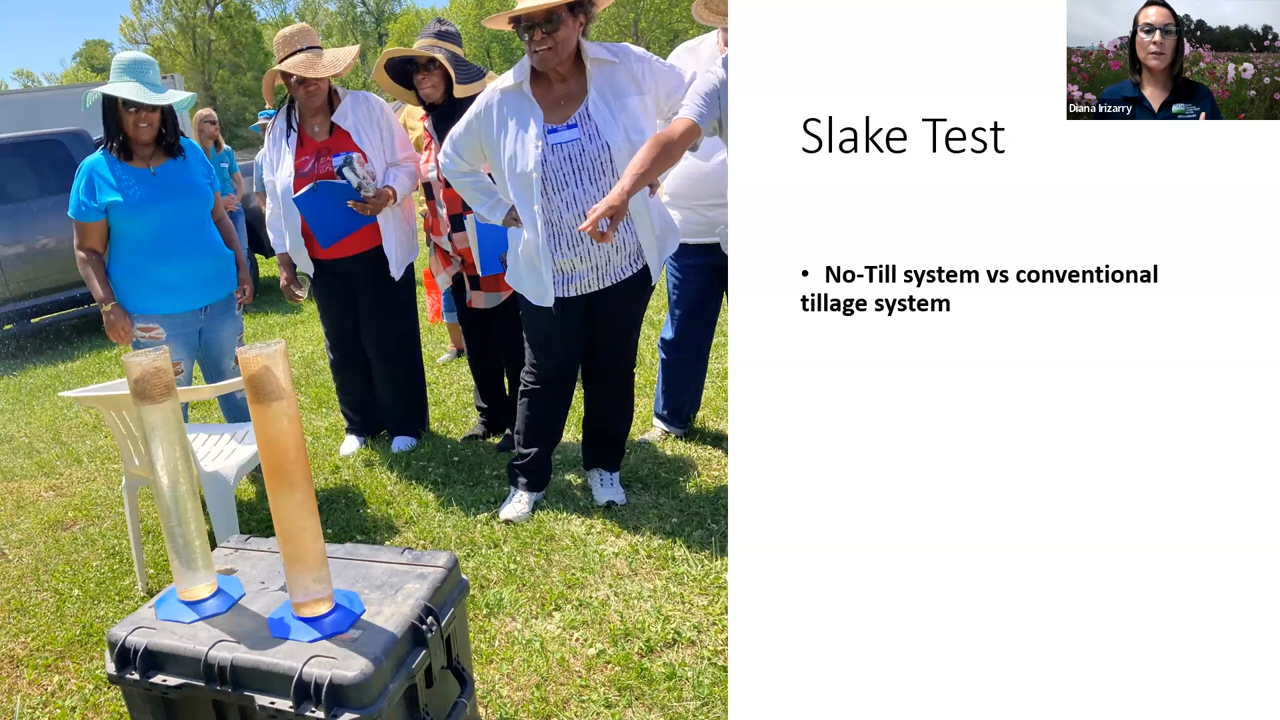 Slake Test
Diana Irizarry
• No-Till system vs conventional
tillage system